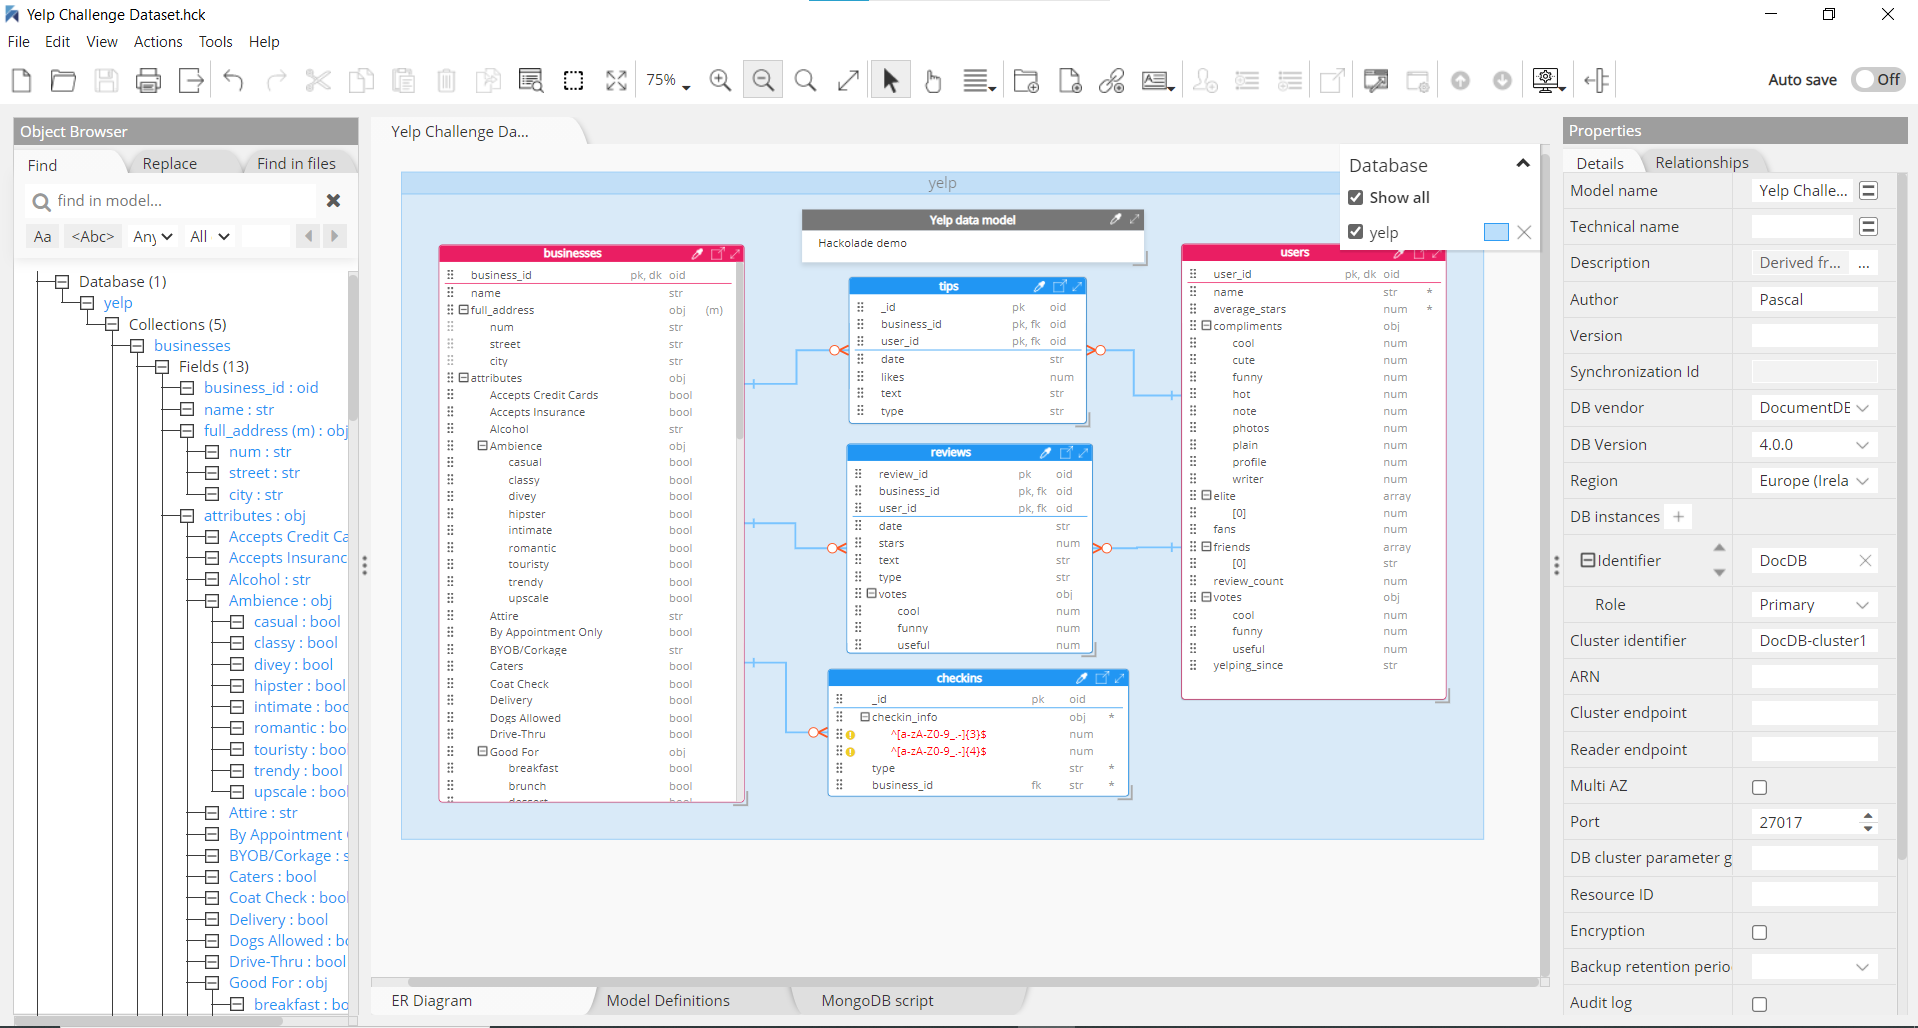 Yelp Challenge Dataset.hck
File Edit View Actions Tools Help
75%
Auto save
Off
Object Browser
Find
Replace
Find in files
find in model...
Aa
<Abc>
Any
All
Database (1)
yelp
Collections (5)
businesses
Fields (13)
business_id : oid
name : str
full_address (m) : obj
num : str
street : str
city : str
attributes : obj
Accepts Credit Ca
Accepts Insuranc
Alcohol : str
Ambience : obj
casual : bool
classy : bool
divey : bool
hipster : bool
intimate : boo
romantic : bo
touristy : boo
trendy : bool
upscale : bool
Attire : str
By Appointment
BYOB/Corkage : s
Caters : bool
Coat Check : bool
Delivery : bool
Dogs Allowed : bo
Drive-Thru : bool
Good For : obj
breakfast : bo
Yelp Challenge Da...
yelp
Yelp data model
Hackolade demo
businesses
business_id pk, dk oid
name str
full_address obj (m)
num str
street str
city str
attributes obj
Accepts Credit Cards bool
Accepts Insurance bool
Alcohol str
Ambience obj
casual bool
classy bool
divey bool
hipster bool
intimate bool
romantic bool
touristy bool
trendy bool
upscale bool
Attire str
By Appointment Only bool
BYOB/Corkage str
Caters bool
Coat Check bool
Delivery bool
Dogs Allowed bool
Drive-Thru bool
Good For obj
breakfast bool
brunch bool
dessert bool
tips
_id pk oid
business_id pk, fk oid
user_id pk, fk oid
date str
likes num
text str
type str
reviews
review_id pk oid
business_id pk, fk oid
user_id pk, fk oid
date str
stars num
text str
type str
votes obj
cool num
funny num
useful num
checkins
_id pk oid
checkin_info obj *
^[a-zA-Z0-9_.-]{3}$ num
^[a-zA-Z0-9_.-]{4}$ num
type str *
business_id fk str *
Database
Show all
yelp
users
user_id pk, dk oid
name str *
average_stars num *
compliments obj
cool num
cute num
funny num
hot num
note num
photos num
plain num
profile num
writer num
elite array
[0] num
fans num
friends array
[0] str
review_count num
votes obj
cool num
funny num
useful num
yelping_since str
ER Diagram
Model Definitions
MongoDB script
Properties
Details
Relationships
Model name Yelp Challe...
Technical name
Description Derived fr... ...
Author Pascal
Version
Synchronization Id
DB vendor DocumentDB
DB Version 4.0.0
Region Europe (Irela
DB instances +
Identifier DocDB
Role Primary
Cluster identifier DocDB-cluster1
ARN
Cluster endpoint
Reader endpoint
Multi AZ
Port 27017
DB cluster parameter g
Resource ID
Encryption
Backup retention perio
Audit log